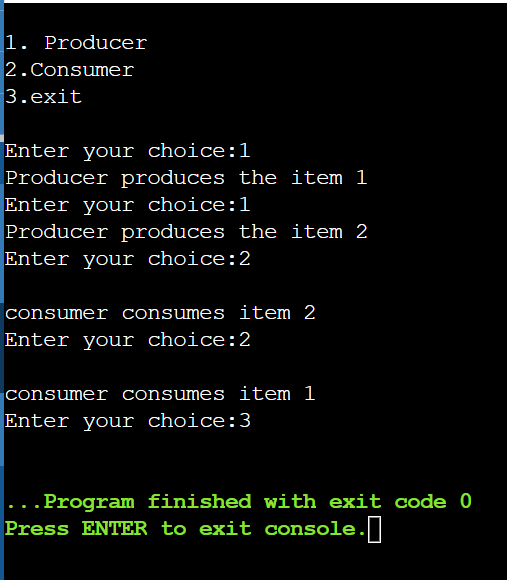 1. Producer
2.Consumer
3.exit
Enter your choice:1
Producer produces the item 1
Enter your choice:1
Producer produces the item 2
Enter your choice:2
consumer consumes item 2
Enter your choice:2
consumer consumes item 1
Enter your choice:3
...Program finished with exit code 0
Press ENTER to exit console.